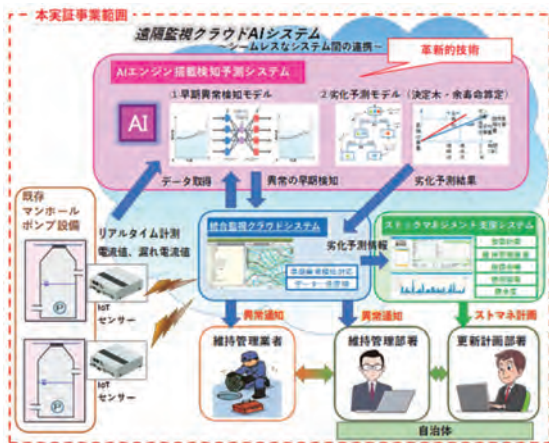 本実証事業範囲
遠隔監視クラウドAIシステム
～シームレスなシステム間の連携～
革新的技術
AIエンジン搭載検知予測システム
①早期異常検知モデル
②劣化予測モデル（決定木・余寿命算定）
AI
データ取得
異常の早期検知
劣化予測結果
既存
マンホール
ポンプ設備
リアルタイム計測
電流値、漏れ電流値
統合監視クラウドシステム
ストックマネジメント支援システム
劣化予測情報
P
IoT
センサー
異常通知
異常通知
ストマネ計画
維持管理業者
維持管理部署
更新計画部署
P
IoT
センサー
自治体